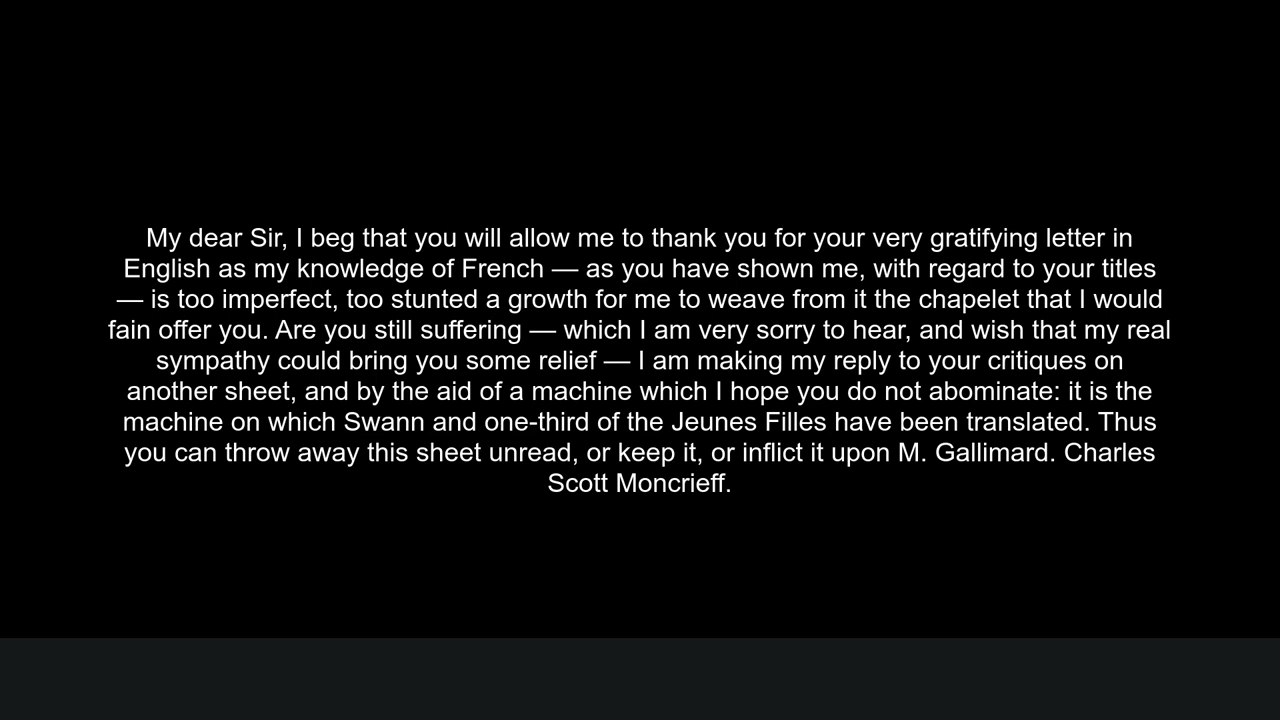 My dear Sir, I beg that you will allow me to thank you for your very gratifying letter in
English as my knowledge of French — as you have shown me, with regard to your titles
— is too imperfect, too stunted a growth for me to weave from it the chapelet that I would
fain offer you. Are you still suffering — which I am very sorry to hear, and wish that my real
sympathy could bring you some relief — I am making my reply to your critiques on
another sheet, and by the aid of a machine which I hope you do not abominate: it is the
machine on which Swann and one-third of the Jeunes Filles have been translated. Thus
you can throw away this sheet unread, or keep it, or inflict it upon M. Gallimard. Charles
Scott Moncrieff.